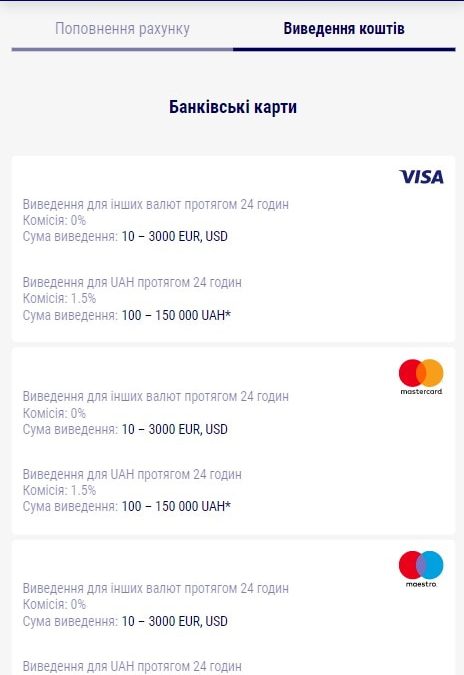 Поповнення рахунку
Виведення коштів
Банківські карти
VISA
Виведення для інших валют протягом 24 годин
Комісія: 0%
Сума виведення: 10 – 3000 EUR, USD
Виведення для UAH протягом 24 годин
Комісія: 1.5%
Сума виведення: 100 – 150 000 UAH*
mastercard
Виведення для інших валют протягом 24 годин
Комісія: 0%
Сума виведення: 10 – 3000 EUR, USD
Виведення для UAH протягом 24 годин
Комісія: 1.5%
Сума виведення: 100 – 150 000 UAH*
maestro
Виведення для інших валют протягом 24 годин
Комісія: 0%
Сума виведення: 10 – 3000 EUR, USD
Виведення для UAH протягом 24 годин